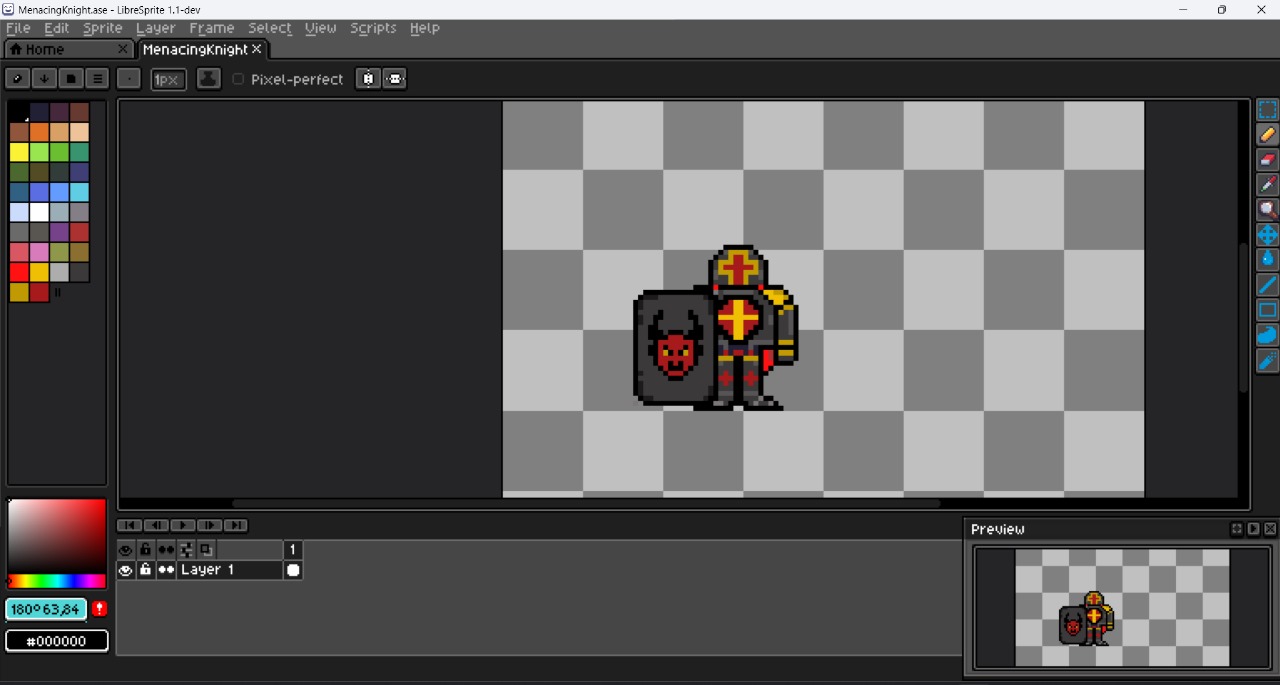 MenacingKnight.ase - LibreSprite 1.1-dev
File Edit Sprite Layer Frame Select View Scripts Help
Home MenacingKnight
1px Pixel-perfect
Preview
1
Layer 1
180º 63,84
#000000